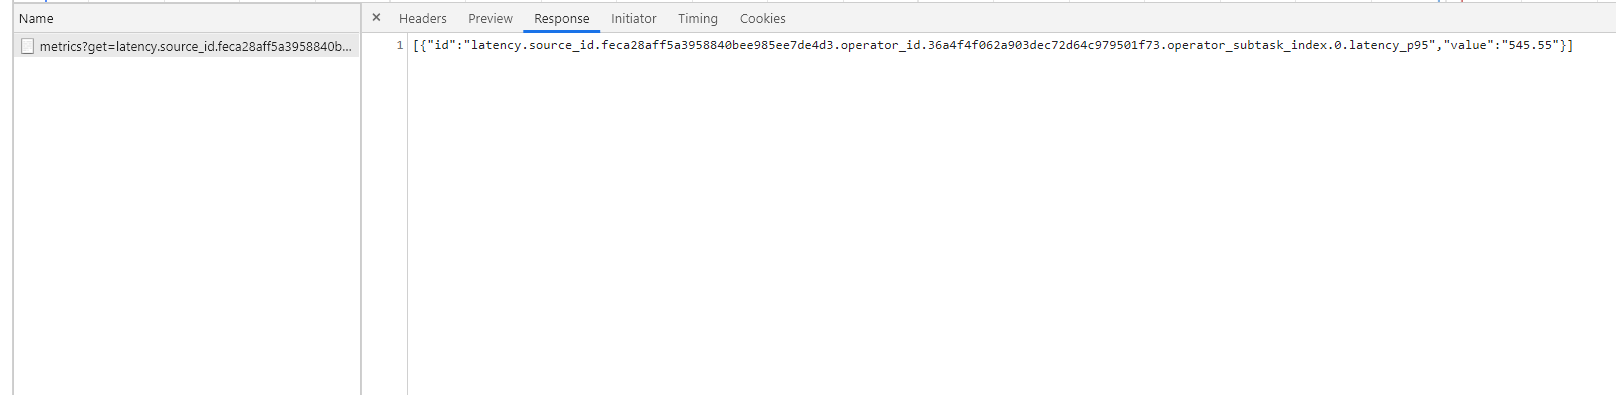 Name
× Headers Preview Response Initiator Timing Cookies
metrics?get=latency.source_id.feca28aff5a3958840b...
1 [{"id":"latency.source_id.feca28aff5a3958840bee985ee7de4d3.operator_id.36a4f4f062a903dec72d64c979501f73.operator_subtask_index.0.latency_p95","value":"545.55"}]